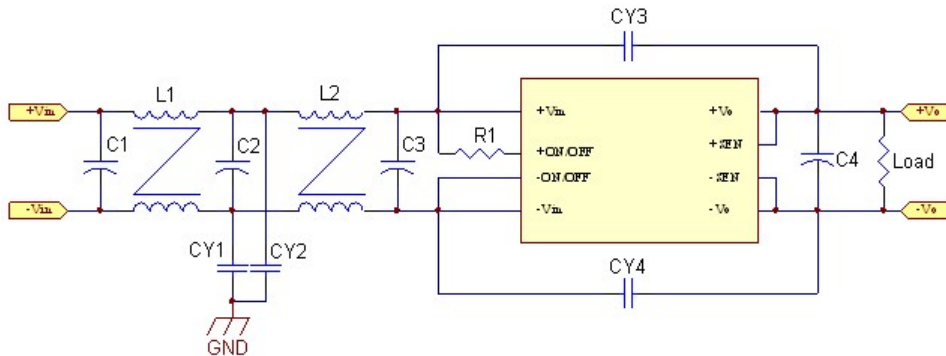 CY3
L1
L2
+Vin
+Vin
+Vo
+Vo
C1
C2
C3
R1
+ON/OFF
+SEN
C4
Load
-ON/OFF
-SEN
-Vin
-Vin
-Vo
-Vo
CY1
CY2
CY4
GND